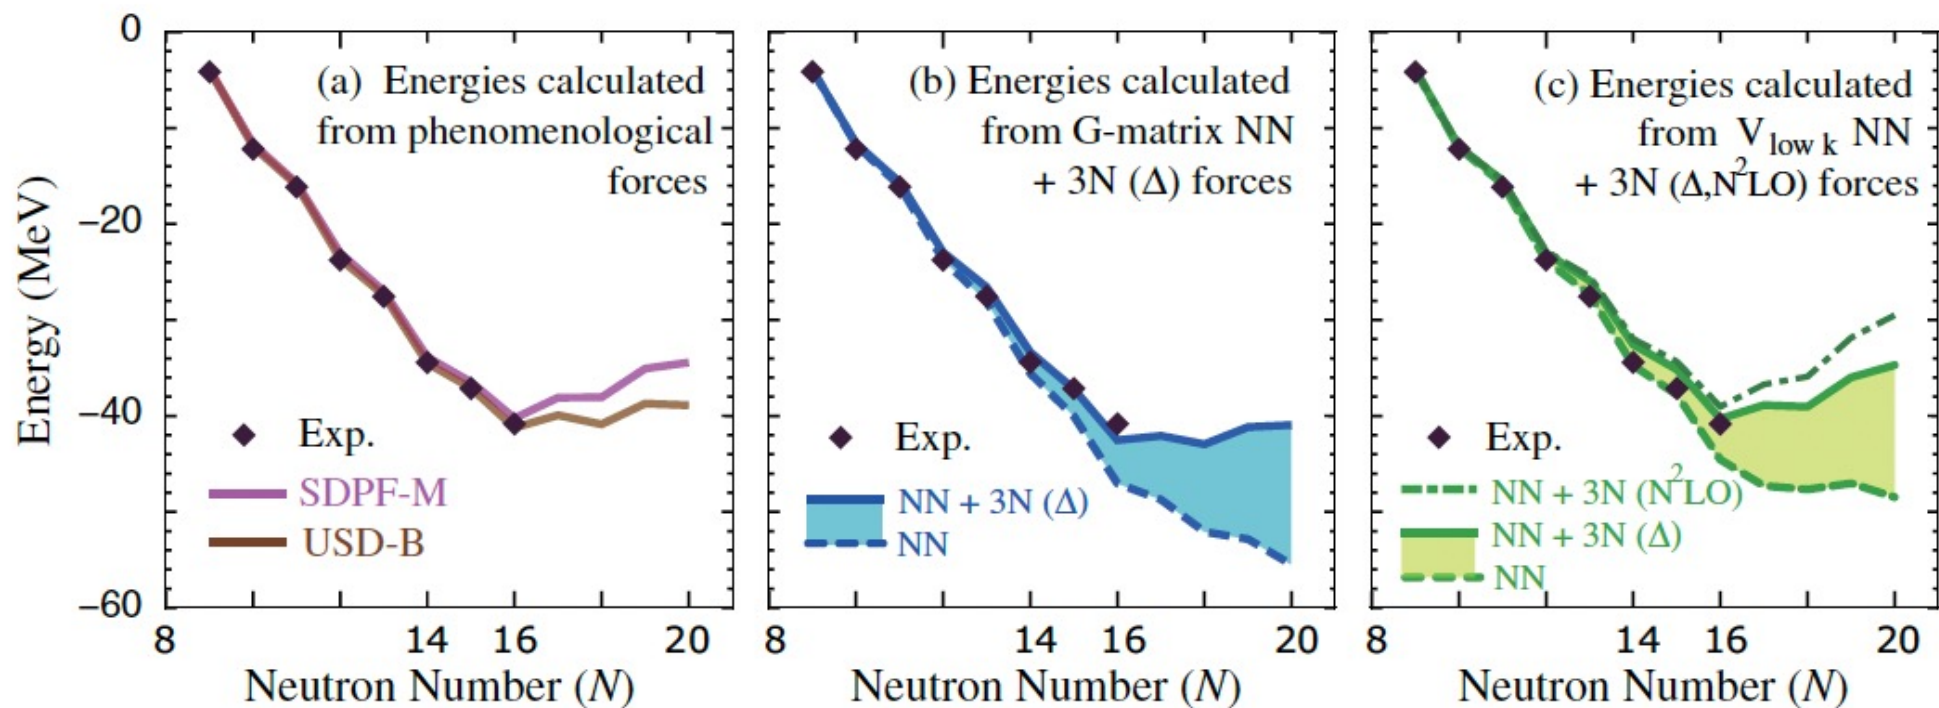 (a) Energies calculated
from phenomenological
forces
Exp.
SDPF-M
USD-B
Energy (MeV)
0
−20
−40
−60
8
14
16
20
Neutron Number (N)
(b) Energies calculated
from G-matrix NN
+ 3N (Δ) forces
Exp.
NN + 3N (Δ)
NN
8
14
16
20
Neutron Number (N)
(c) Energies calculated
from V_low k NN
+ 3N (Δ,N²LO) forces
Exp.
NN + 3N (N²LO)
NN + 3N (Δ)
NN
8
14
16
20
Neutron Number (N)